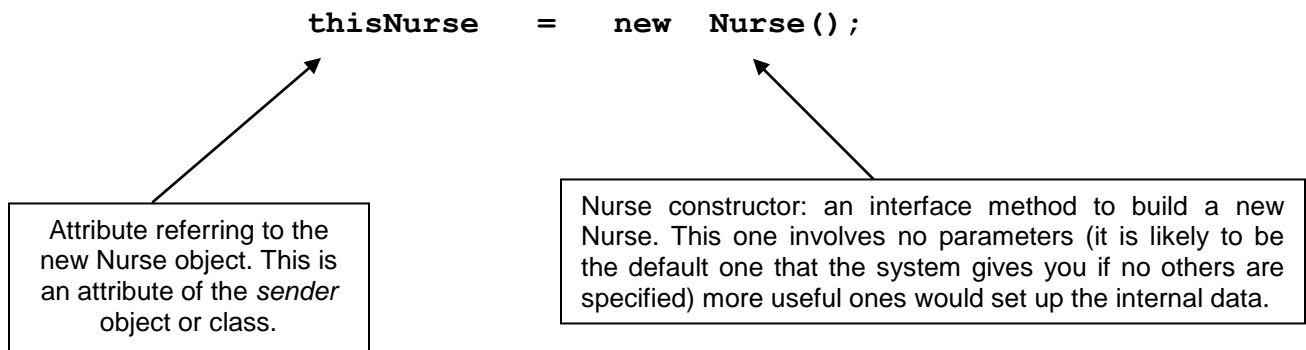 thisNurse = new Nurse();
Attribute referring to the
new Nurse object. This is
an attribute of the sender
object or class.
Nurse constructor: an interface method to build a new
Nurse. This one involves no parameters (it is likely to be
the default one that the system gives you if no others are
specified) more useful ones would set up the internal data.